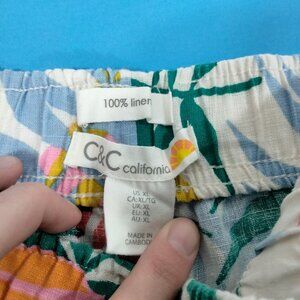 100% linen
C&C california
US: XL
CA: XL/TG
UK: XL
EU: XL
AU: XL
MADE IN
CAMBODIA